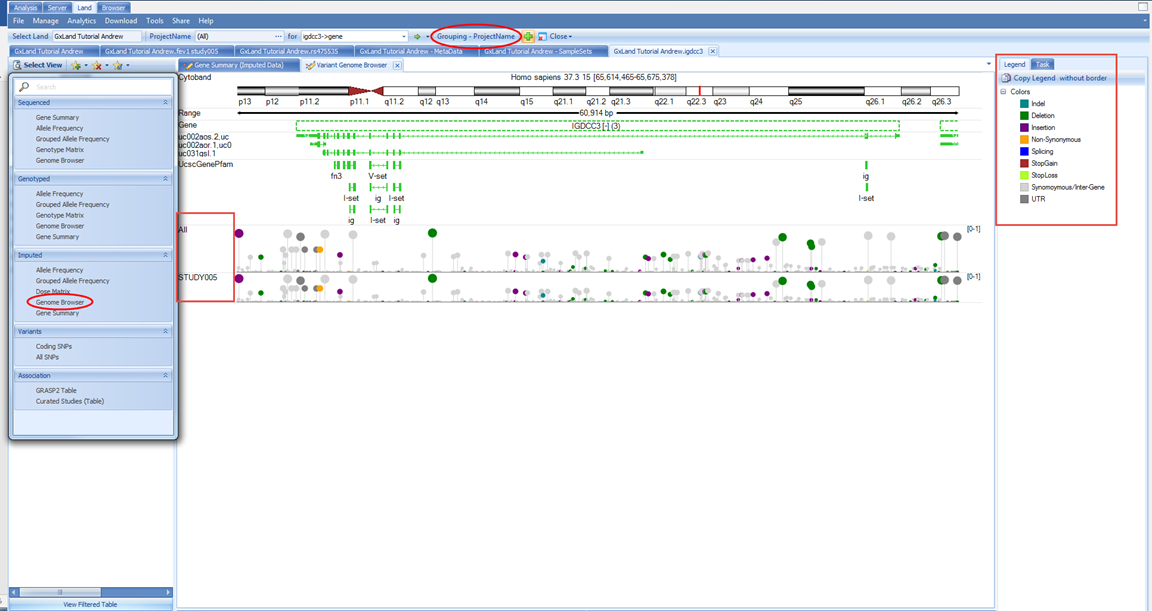 Analysis Server Land Browser
File Manage Analytics Download Tools Share Help
Select Land GxLand Tutorial Andrew ProjectName (All) ... for igdcc3->gene Grouping - ProjectName Close
GxLand Tutorial Andrew GxLand Tutorial Andrew.fev1 study005 GxLand Tutorial Andrew.rs475535 GxLand Tutorial Andrew - MetaData GxLand Tutorial Andrew - SampleSets GxLand Tutorial Andrew.igdcc3
Select View
Search
Sequenced
Gene Summary
Allele Frequency
Grouped Allele Frequency
Genotype Matrix
Genome Browser
Genotyped
Allele Frequency
Grouped Allele Frequency
Genotype Matrix
Genome Browser
Gene Summary
Imputed
Allele Frequency
Grouped Allele Frequency
Dose Matrix
Genome Browser
Gene Summary
Variants
Coding SNPs
All SNPs
Association
GRASP2 Table
Curated Studies (Table)
View Filtered Table
Gene Summary (Imputed Data) Variant Genome Browser
Cytoband Homo sapiens 37.3 15 [65,614,465-65,675,378]
p13 p12 p11.2 p11.1 q11.2 q12 q13 q14 q15 q21.1 q21.2 q21.3 q22.1 q22.3 q23 q24 q25 q26.1 q26.2 q26.3
Range 60,914 bp
Gene IGDCC3 [-] (3)
uc002aos.2,uc
uc002aor.1,uc0
uc031qsl.1
UcscGenePfam
fn3 V-set ig
I-set ig I-set I-set
ig I-set ig
All [0-1]
STUDY005 [0-1]
Legend Task
Copy Legend without border
Colors
Indel
Deletion
Insertion
Non-Synonymous
Splicing
StopGain
StopLoss
Synomoymous/Inter-Gene
UTR